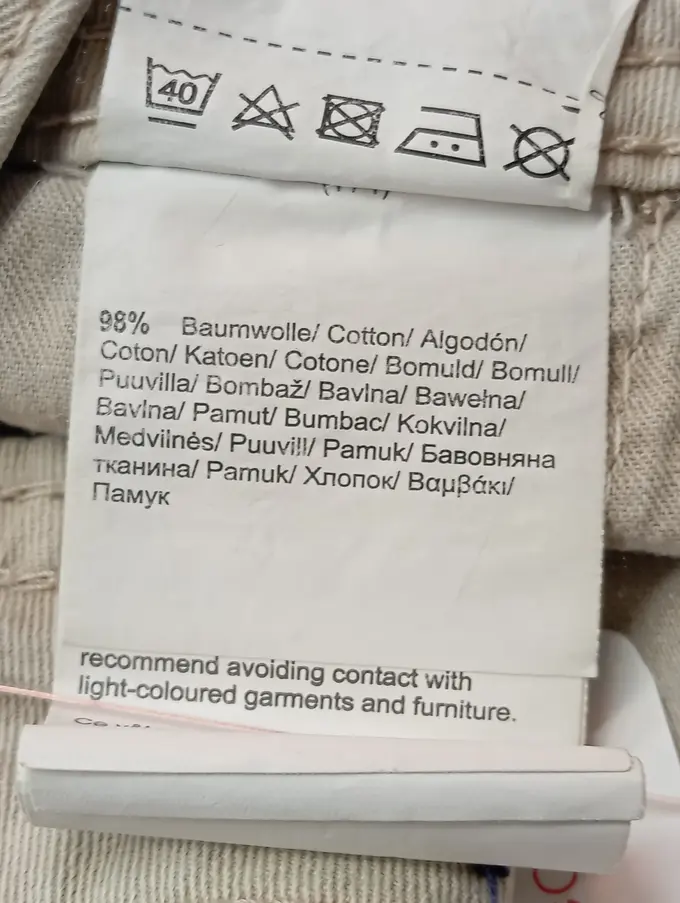 40
98% Baumwolle/ Cotton/ Algodón/
Coton/ Katoen/ Cotone/ Bomuld/ Bomull/
Puuvilla/ Bombaž/ Bavlna/ Bawełna/
Bavlna/ Pamut/ Bumbac/ Kokvilna/
Medvilnės/ Puuvill/ Pamuk/ Бавовняна
тканина/ Pamuk/ Хлопок/ Βαμβάκι/
Памук
recommend avoiding contact with
light-coloured garments and furniture.